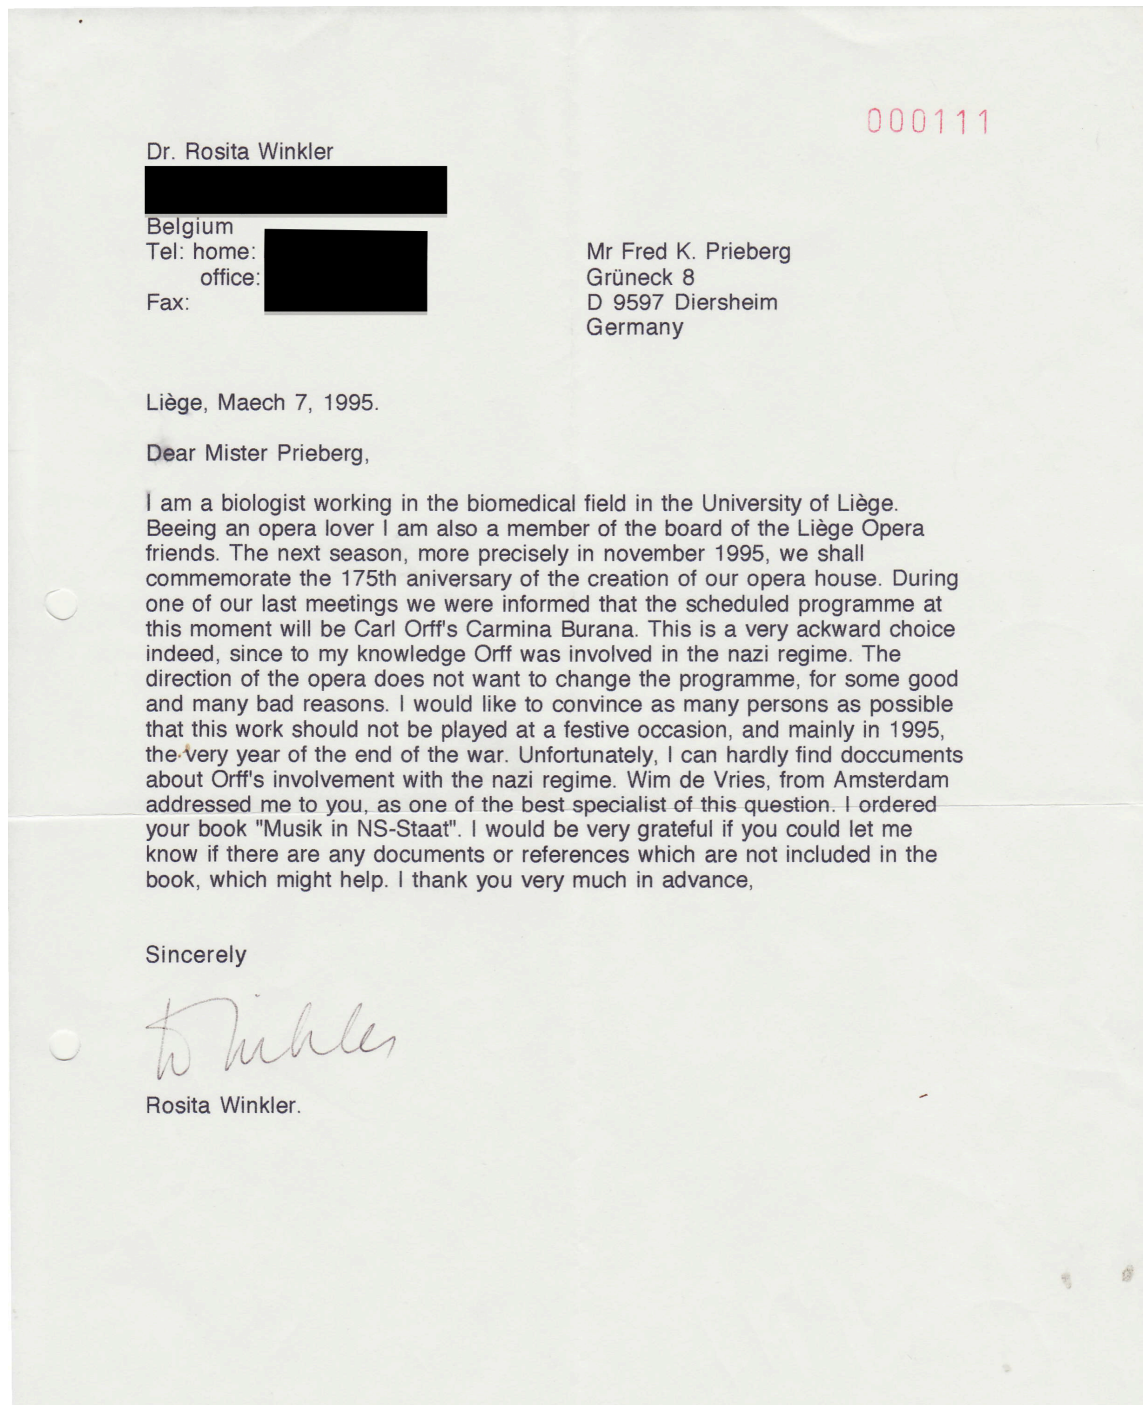 000111
Dr. Rosita Winkler
Belgium
Tel: home:
office:
Fax:
Mr Fred K. Prieberg
Grüneck 8
D 9597 Diersheim
Germany
Liège, Maech 7, 1995.
Dear Mister Prieberg,
I am a biologist working in the biomedical field in the University of Liège.
Beeing an opera lover I am also a member of the board of the Liège Opera
friends. The next season, more precisely in november 1995, we shall
commemorate the 175th aniversary of the creation of our opera house. During
one of our last meetings we were informed that the scheduled programme at
this moment will be Carl Orff's Carmina Burana. This is a very ackward choice
indeed, since to my knowledge Orff was involved in the nazi regime. The
direction of the opera does not want to change the programme, for some good
and many bad reasons. I would like to convince as many persons as possible
that this work should not be played at a festive occasion, and mainly in 1995,
the very year of the end of the war. Unfortunately, I can hardly find doccuments
about Orff's involvement with the nazi regime. Wim de Vries, from Amsterdam
addressed me to you, as one of the best specialist of this question. I ordered
your book "Musik in NS-Staat". I would be very grateful if you could let me
know if there are any documents or references which are not included in the
book, which might help. I thank you very much in advance,
Sincerely
Winkler
Rosita Winkler.